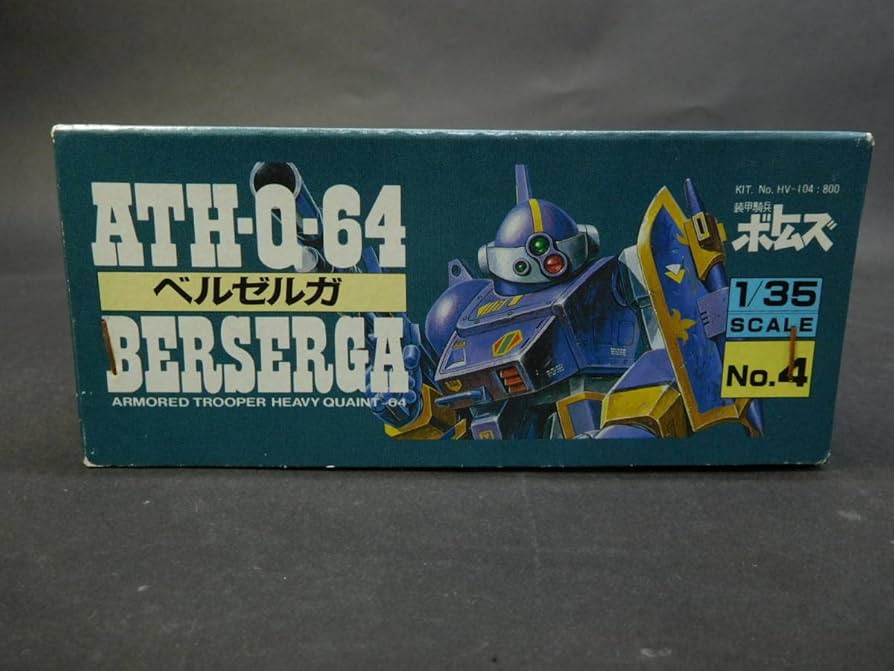 ATH-Q-64
ベルゼルガ
BERSERGA
ARMORED TROOPER HEAVY QUAINT-64
KIT. No. HV-104:800
装甲騎兵
ボトムズ
1/35
SCALE
No.4